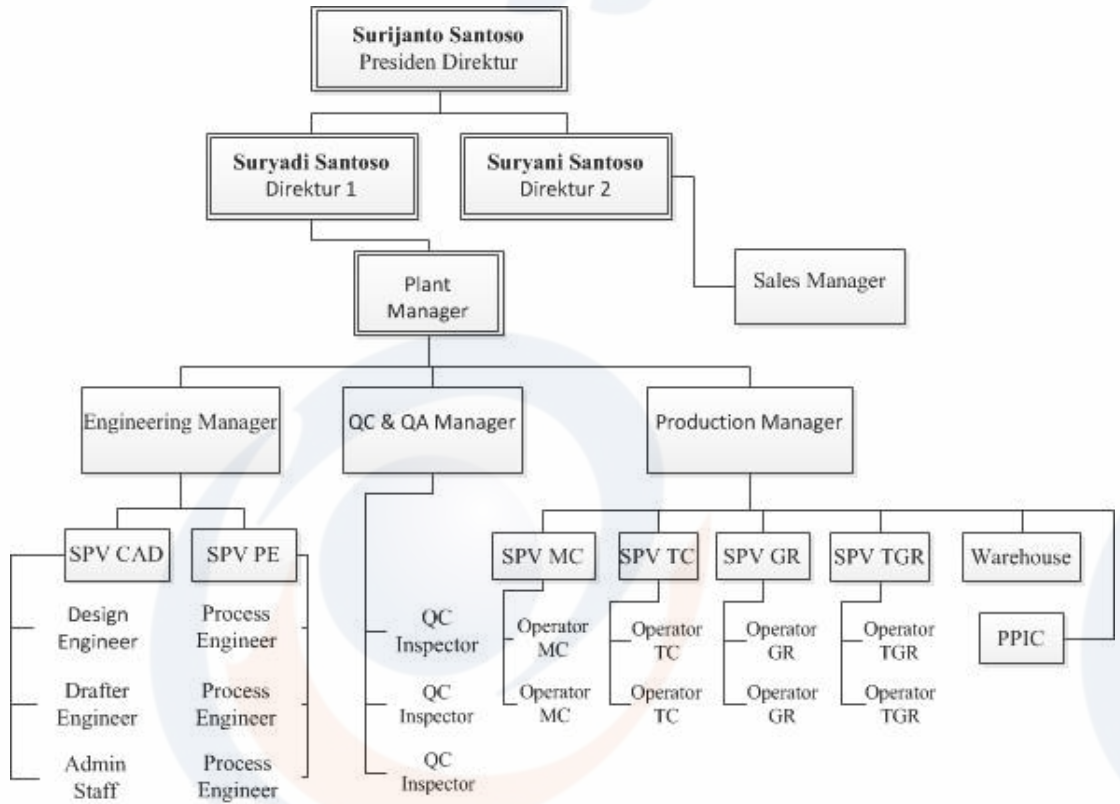 Surijanto Santoso
Presiden Direktur
Suryadi Santoso
Direktur 1
Suryani Santoso
Direktur 2
Plant
Manager
Sales Manager
Engineering Manager
QC & QA Manager
Production Manager
SPV CAD
SPV PE
SPV MC
SPV TC
SPV GR
SPV TGR
Warehouse
Design
Engineer
Process
Engineer
QC
Inspector
Operator
MC
Operator
TC
Operator
GR
Operator
TGR
PPIC
Drafter
Engineer
Process
Engineer
QC
Inspector
Operator
MC
Operator
TC
Operator
GR
Operator
TGR
Admin
Staff
Process
Engineer
QC
Inspector